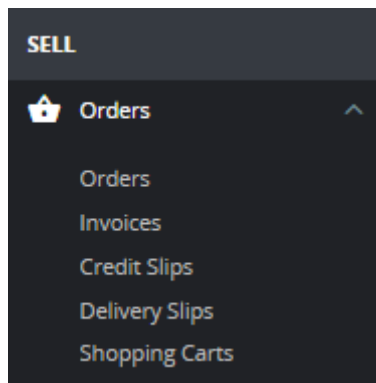 SELL
Orders
Orders
Invoices
Credit Slips
Delivery Slips
Shopping Carts